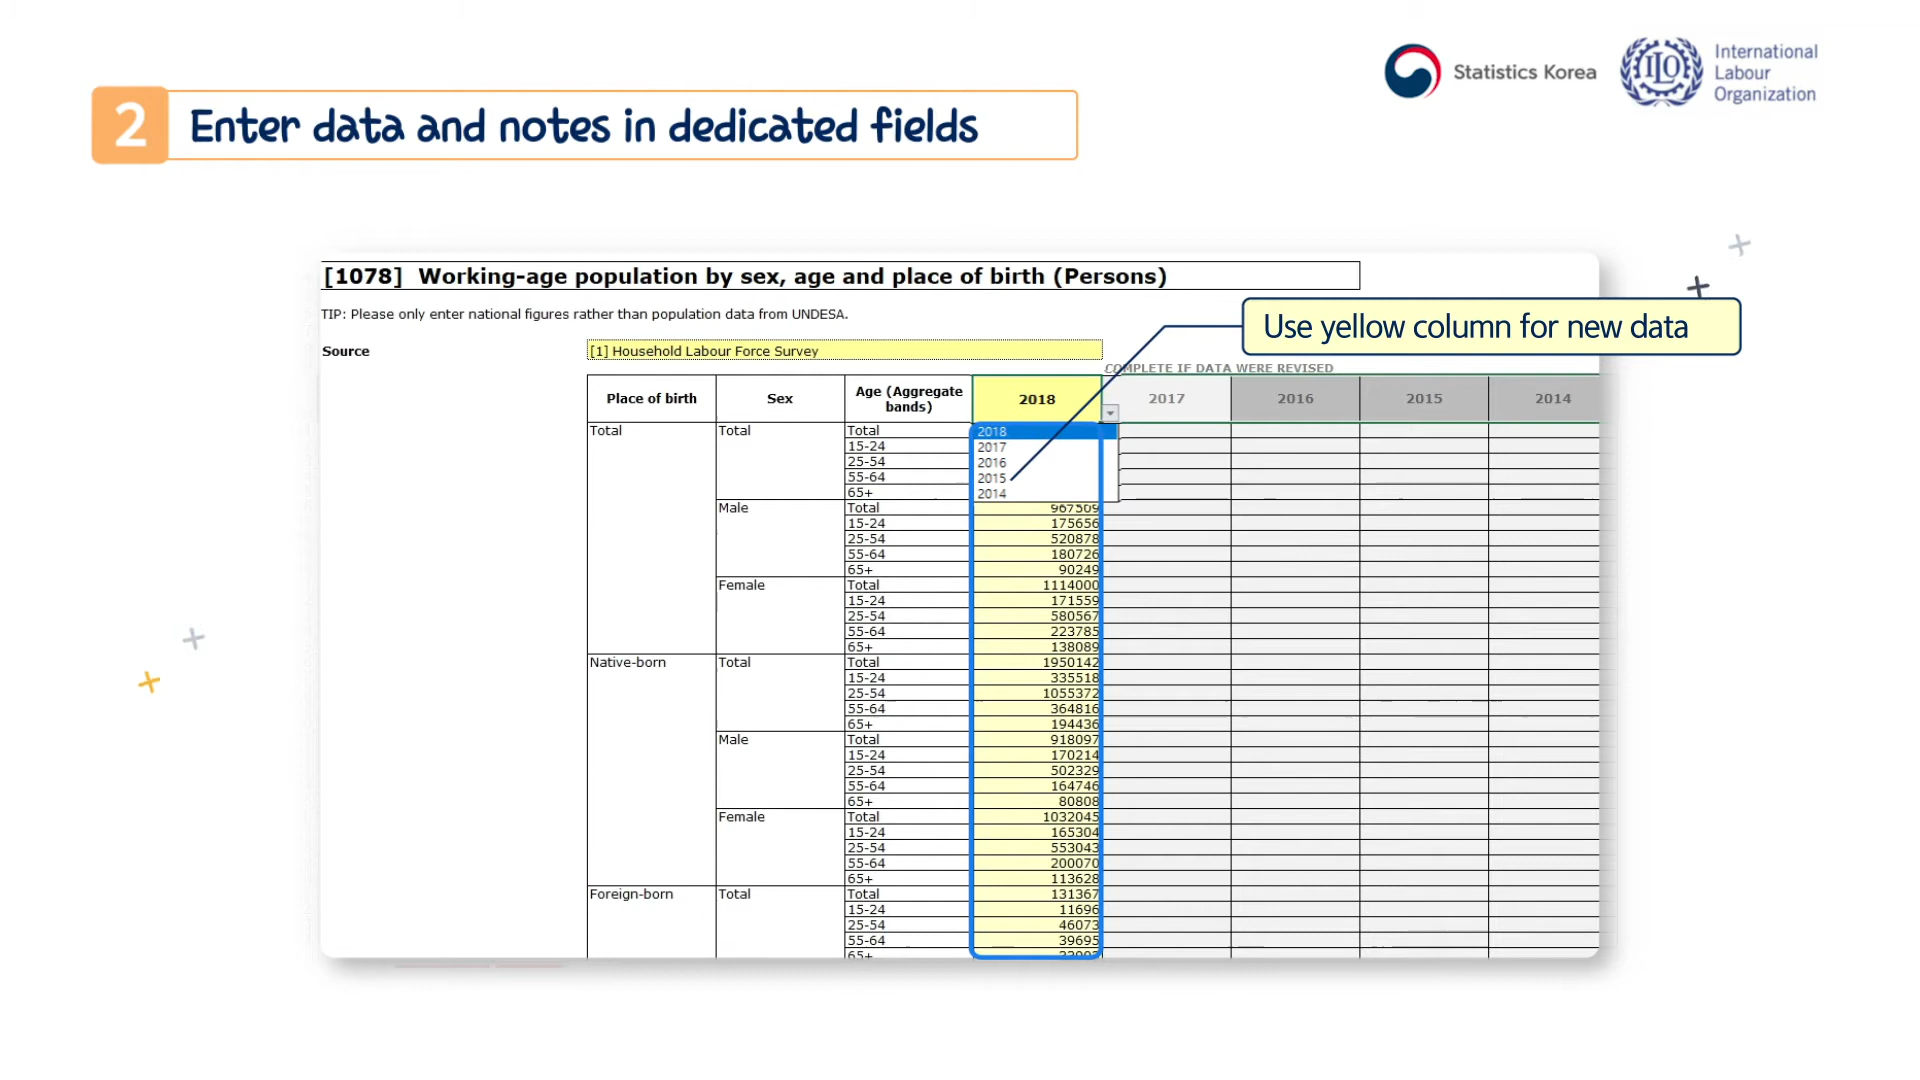 Statistics Korea
International
Labour
Organization
ILO
2 Enter data and notes in dedicated fields
[1078] Working-age population by sex, age and place of birth (Persons)
TIP: Please only enter national figures rather than population data from UNDESA.
Use yellow column for new data
Source [1] Household Labour Force Survey
COMPLETE IF DATA WERE REVISED
Place of birth Sex Age (Aggregate bands) 2018 2017 2016 2015 2014
Total Total Total 2018
15-24 2017
25-54 2016
55-64 2015
65+ 2014
Male Total 967509
15-24 175656
25-54 520878
55-64 180726
65+ 90249
Female Total 1114000
15-24 171559
25-54 580567
55-64 223785
65+ 138089
Native-born Total Total 1950142
15-24 335518
25-54 1055372
55-64 364816
65+ 194436
Male Total 918097
15-24 170214
25-54 502329
55-64 164746
65+ 80808
Female Total 1032045
15-24 165304
25-54 553043
55-64 200070
65+ 113628
Foreign-born Total Total 131367
15-24 11696
25-54 46073
55-64 39695
65+